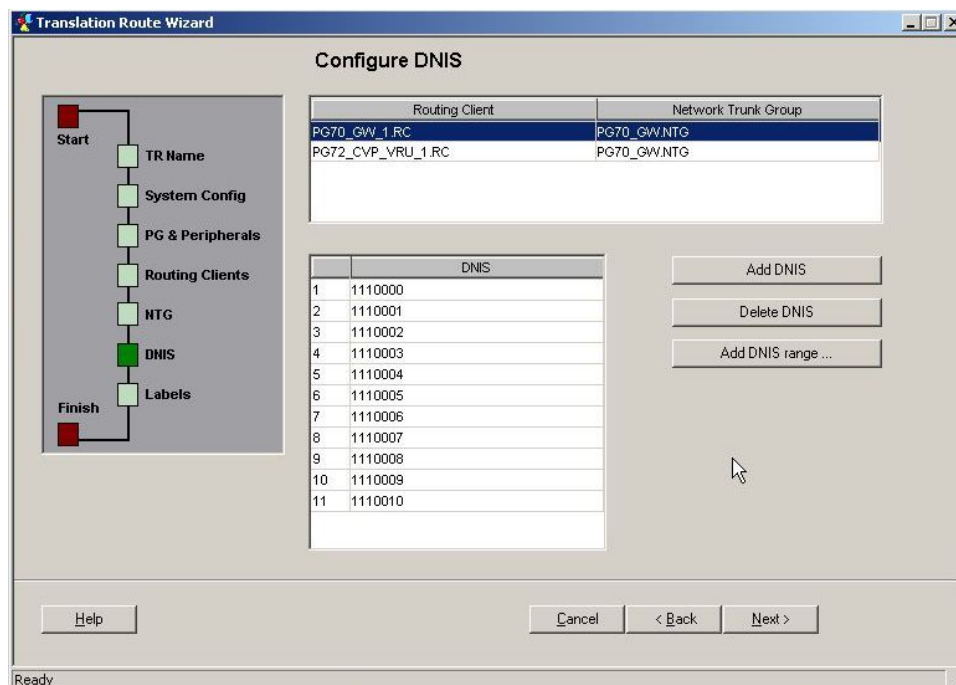 Translation Route Wizard
Configure DNIS
Start
TR Name
System Config
PG & Peripherals
Routing Clients
NTG
DNIS
Labels
Finish
Routing Client Network Trunk Group
PG70_GW_1.RC PG70_GW.NTG
PG72_CVP_VRU_1.RC PG70_GW.NTG
DNIS
1 1110000
2 1110001
3 1110002
4 1110003
5 1110004
6 1110005
7 1110006
8 1110007
9 1110008
10 1110009
11 1110010
Add DNIS
Delete DNIS
Add DNIS range ...
Help
Cancel
< Back
Next >
Ready